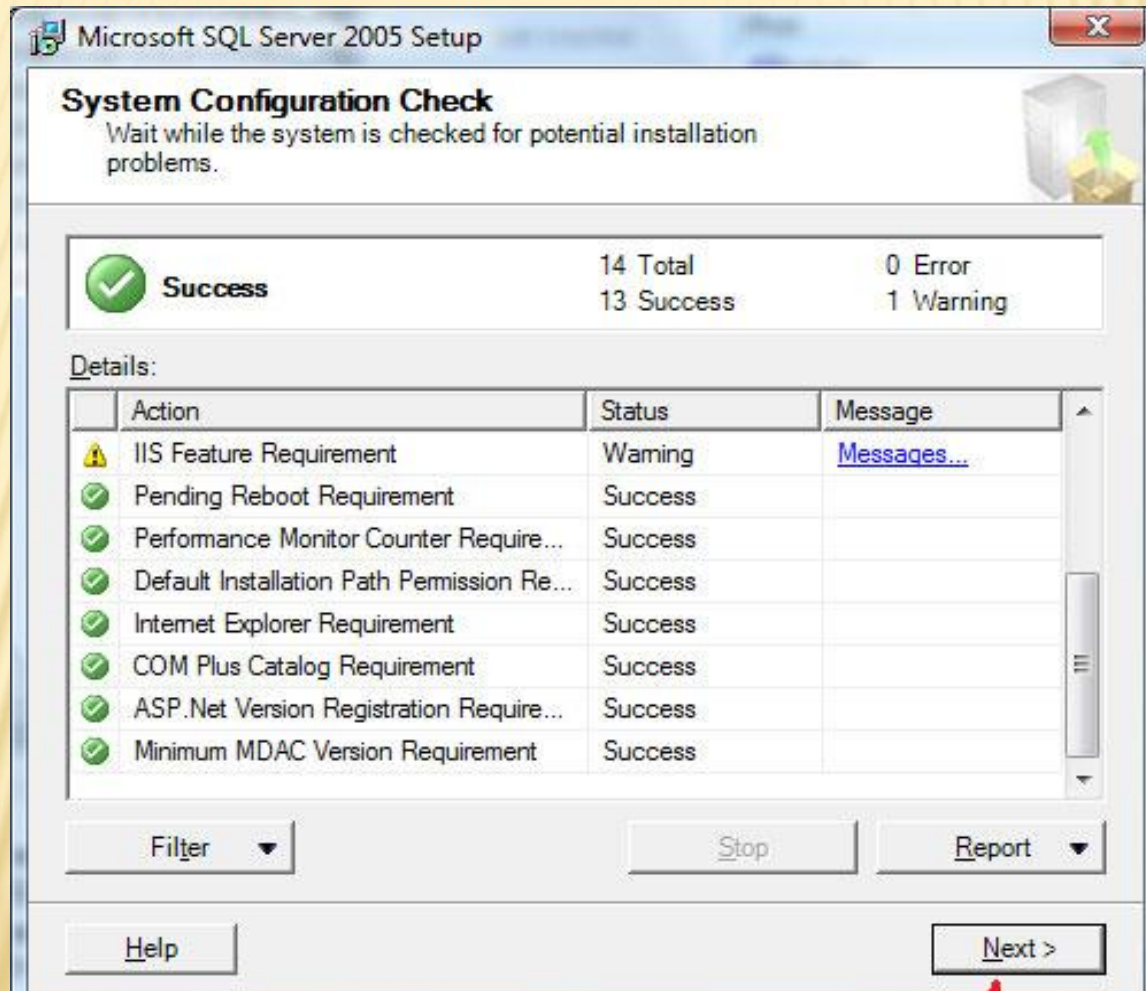 Microsoft SQL Server 2005 Setup
System Configuration Check
Wait while the system is checked for potential installation
problems.
Success
14 Total
0 Error
13 Success
1 Warning
Details:
Action Status Message
IIS Feature Requirement Warning Messages...
Pending Reboot Requirement Success
Performance Monitor Counter Require... Success
Default Installation Path Permission Re... Success
Internet Explorer Requirement Success
COM Plus Catalog Requirement Success
ASP.Net Version Registration Require... Success
Minimum MDAC Version Requirement Success
Filter Stop Report
Help Next >